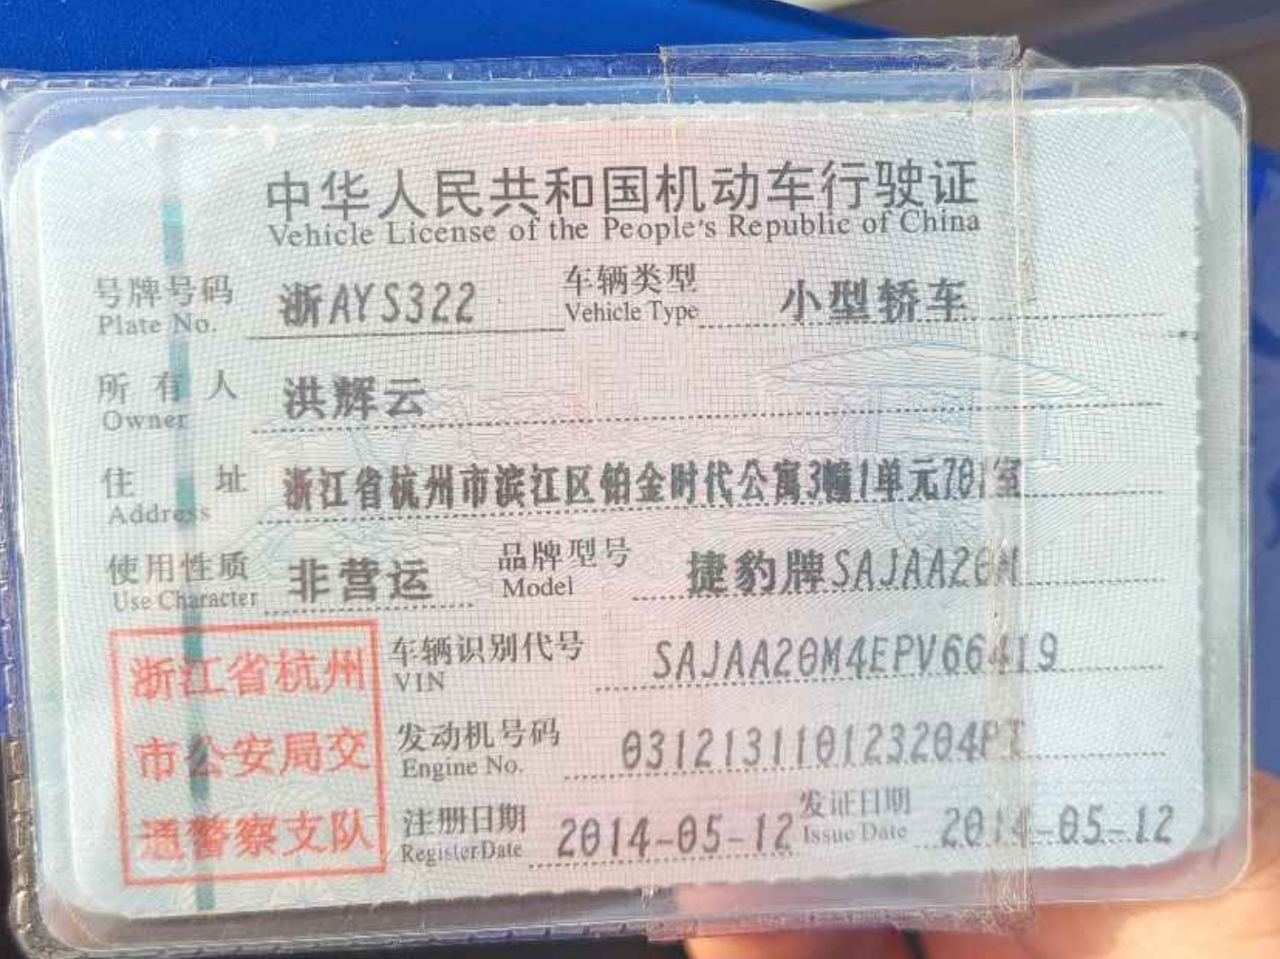 中华人民共和国机动车行驶证
Vehicle License of the People's Republic of China
号牌号码 浙AYS322 车辆类型 小型轿车
Plate No. Vehicle Type
所有人 洪辉云
Owner
住址 浙江省杭州市滨江区铂金时代公寓3幢1单元701室
Address
使用性质 非营运 品牌型号 捷豹牌SAJAA20M
Use Character Model
浙江省杭州
市公安局交
通警察支队
车辆识别代号 SAJAA20M4EPV66419
VIN
发动机号码 031213110123204PT
Engine No.
注册日期 2014-05-12 发证日期 2014-05-12
Register Date Issue Date